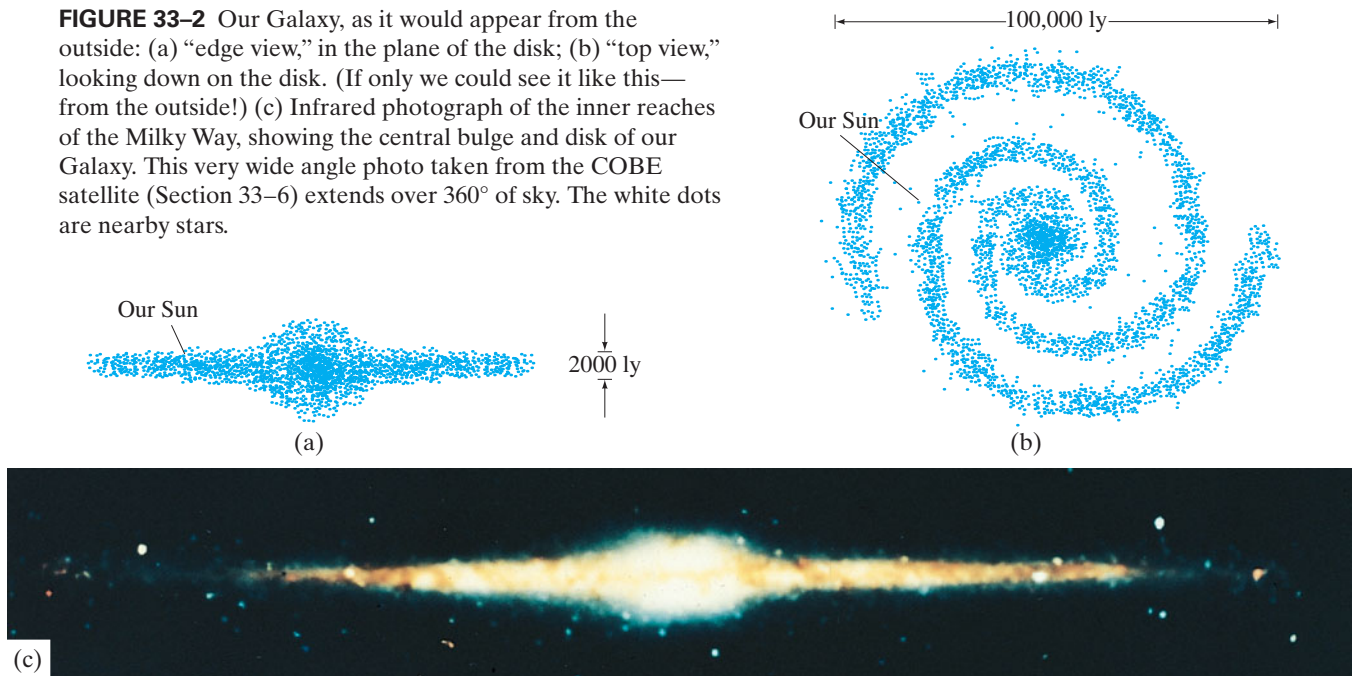 FIGURE 33–2 Our Galaxy, as it would appear from the
outside: (a) “edge view,” in the plane of the disk; (b) “top view,”
looking down on the disk. (If only we could see it like this—
from the outside!) (c) Infrared photograph of the inner reaches
of the Milky Way, showing the central bulge and disk of our
Galaxy. This very wide angle photo taken from the COBE
satellite (Section 33–6) extends over 360° of sky. The white dots
are nearby stars.
Our Sun
2000 ly
(a)
100,000 ly
Our Sun
(b)
(c)